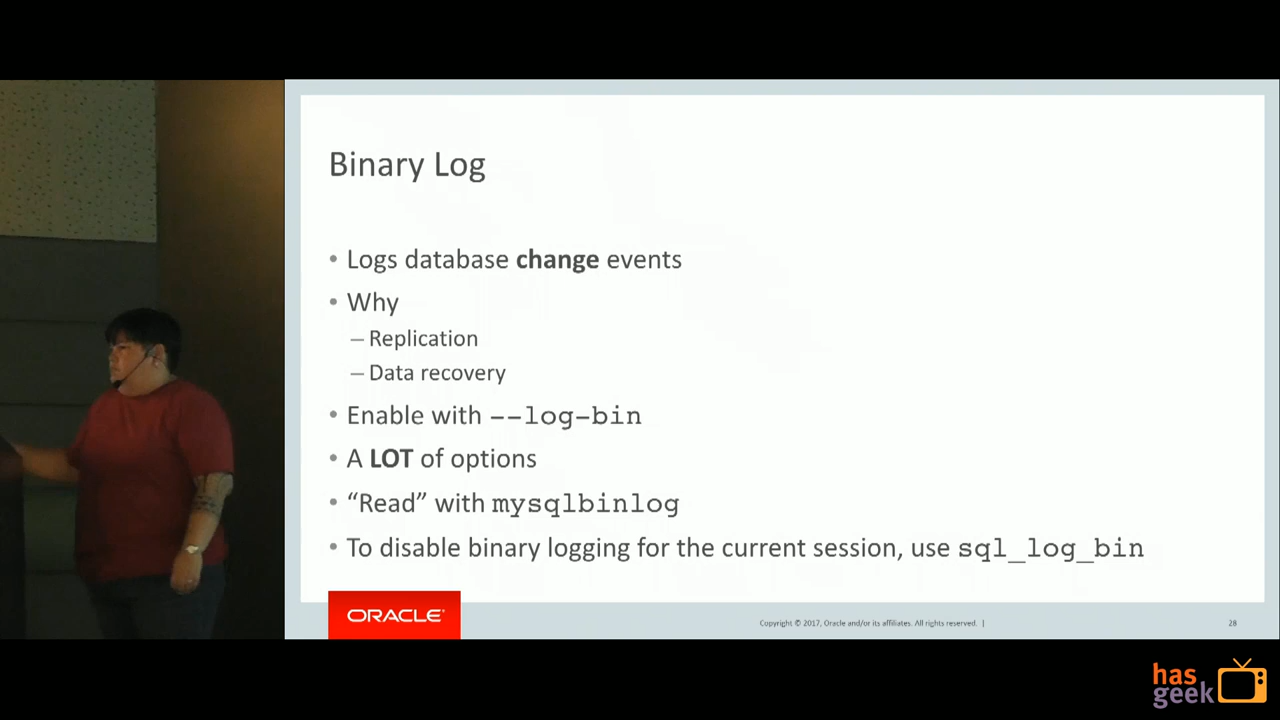 Binary Log
• Logs database change events
• Why
– Replication
– Data recovery
• Enable with --log-bin
• A LOT of options
• “Read” with mysqlbinlog
• To disable binary logging for the current session, use sql_log_bin
ORACLE
Copyright © 2017, Oracle and/or its affiliates. All rights reserved. |
28
has
geek